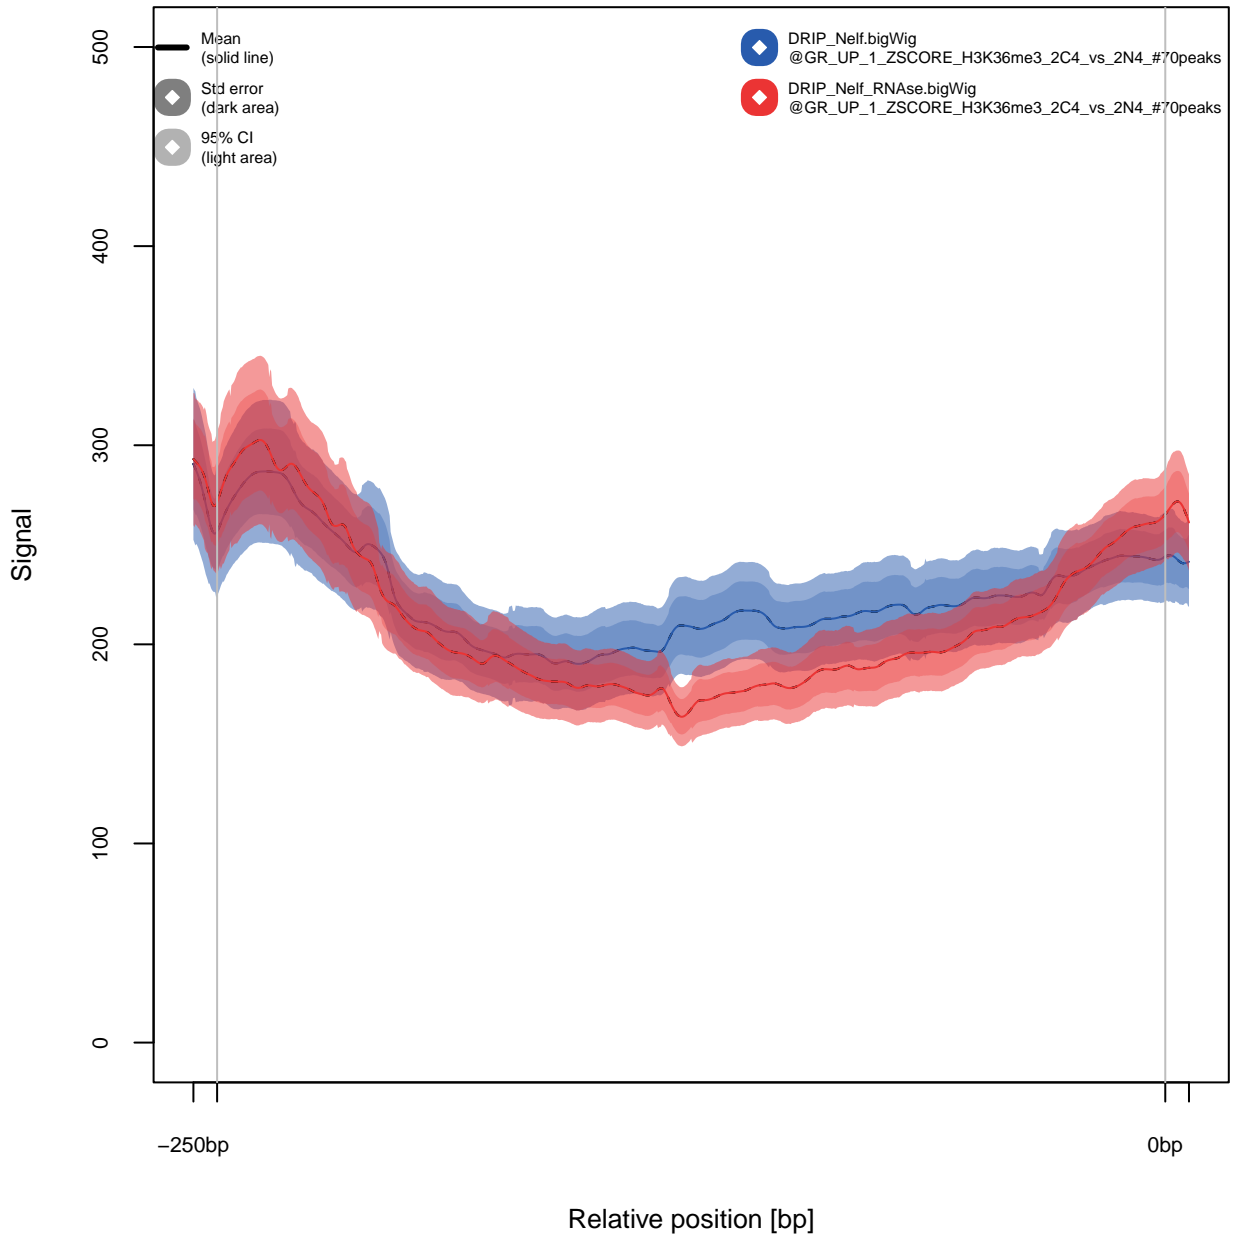 Mean
(solid line)
Std error
(dark area)
95% CI
(light area)
DRIP_Nelf.bigWig
@GR_UP_1_ZSCORE_H3K36me3_2C4_vs_2N4_#70peaks
DRIP_Nelf_RNAse.bigWig
@GR_UP_1_ZSCORE_H3K36me3_2C4_vs_2N4_#70peaks
500
400
300
200
100
0
Signal
−250bp
0bp
Relative position [bp]